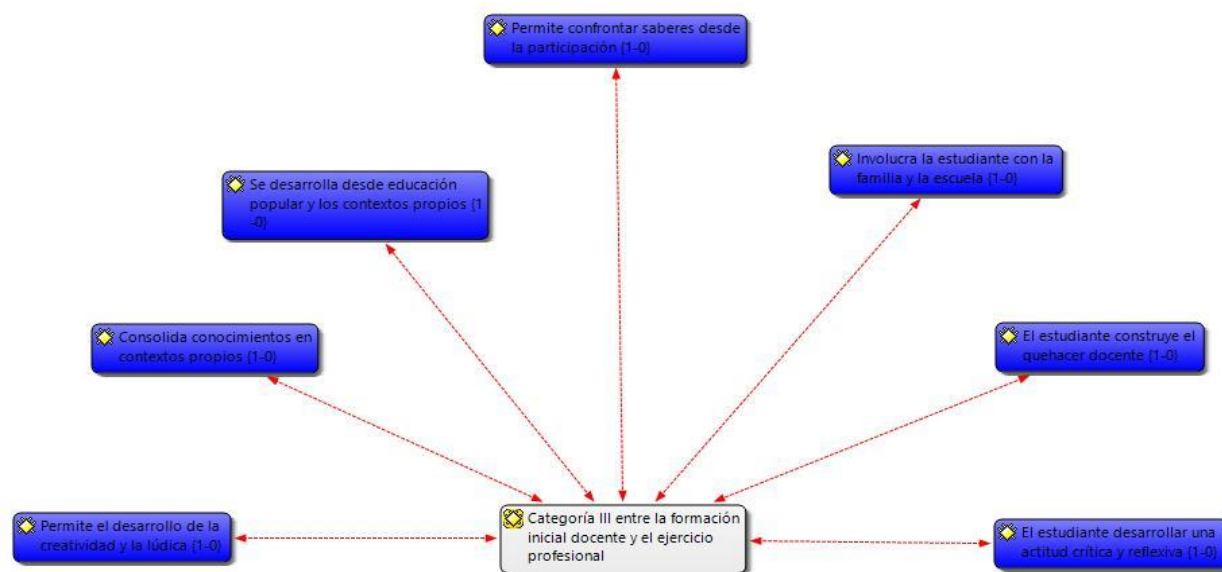 Permite confrontar saberes desde
la participación {1-0}
Involucra la estudiante con la
familia y la escuela {1-0}
Se desarrolla desde educación
popular y los contextos propios {1
-0}
Consolida conocimientos en
contextos propios {1-0}
El estudiante construye el
quehacer docente {1-0}
Permite el desarrollo de la
creatividad y la lúdica {1-0}
Categoría III entre la formación
inicial docente y el ejercicio
profesional
El estudiante desarrollar una
actitud crítica y reflexiva {1-0}